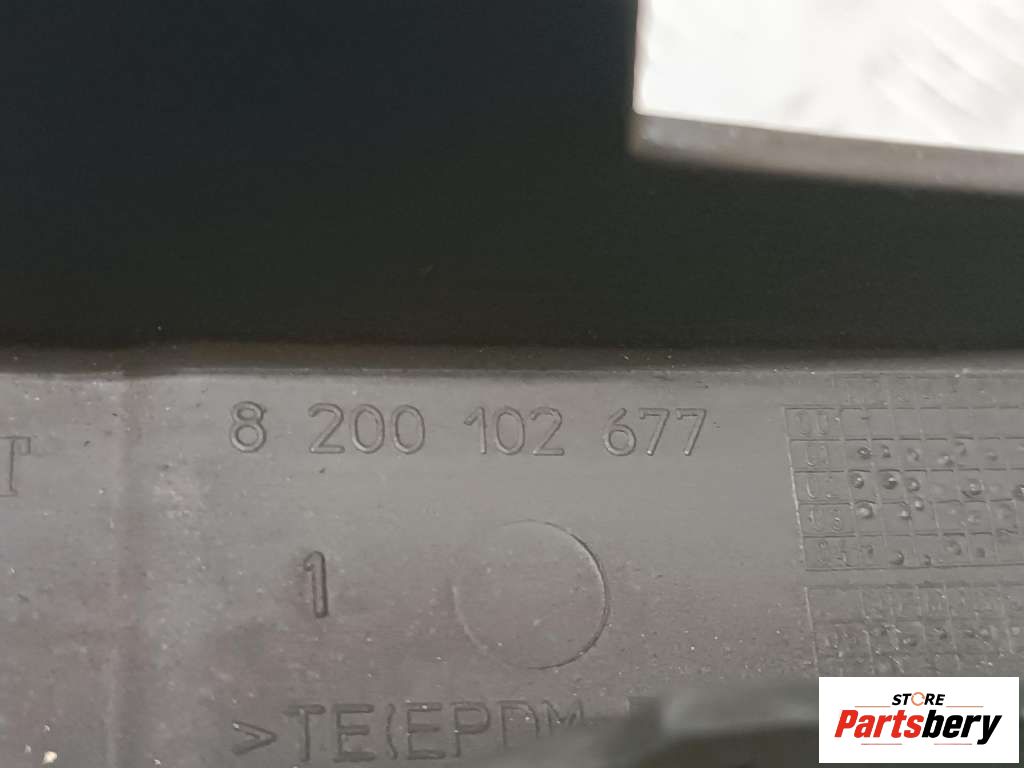 8 200 102 677
1
>TE(EPDM
STORE
Partsbery